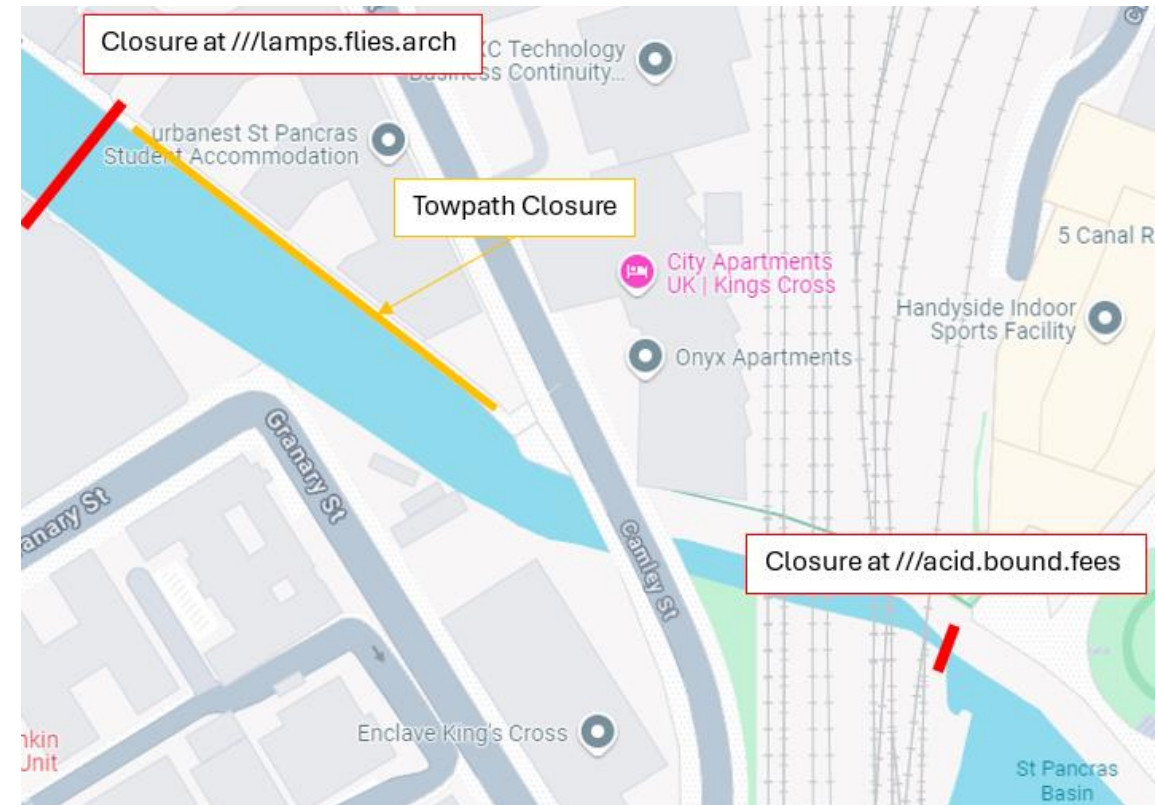 Closure at ///lamps.flies.arch
KC Technology
Business Continuity...
urbanest St Pancras
Student Accommodation
Towpath Closure
5 Canal R
City Apartments
UK | Kings Cross
Handyside Indoor
Sports Facility
Onyx Apartments
Granary St
Granary St
Camley St
Closure at ///acid.bound.fees
Enclave King's Cross
nkin
Unit
St Pancras
Basin